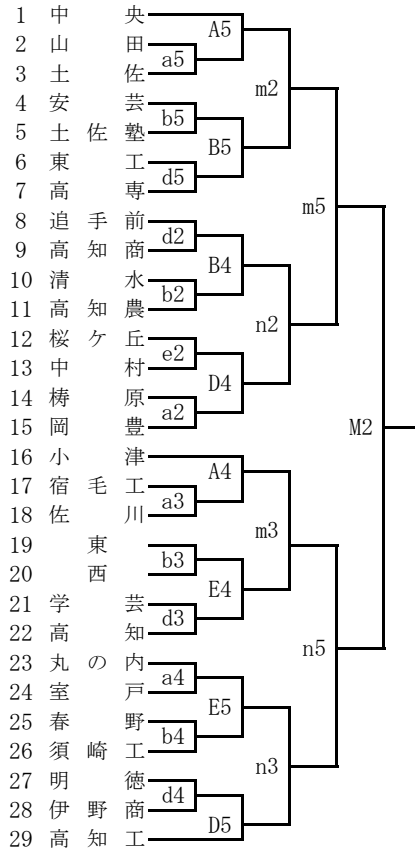 1 中央
2 山田
3 土佐
4 安芸
5 土佐塾
6 東工
7 高専
8 追手前
9 高知商
10 清水
11 高知農
12 桜ケ丘
13 中村
14 梼原
15 岡豊
16 小津
17 宿毛工
18 佐川
19 東
20 西
21 学芸
22 高知
23 丸の内
24 室戸
25 春野
26 須崎工
27 明徳
28 伊野商
29 高知工
a5
b5
d5
d2
b2
e2
a2
a3
b3
d3
a4
b4
d4
A5
B5
B4
D4
A4
E4
E5
D5
m2
n2
m3
n3
m5
n5
M2